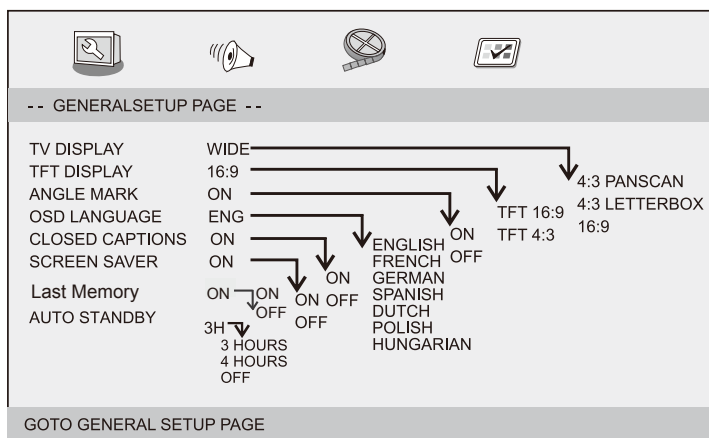 -- GENERALSETUP PAGE --
TV DISPLAY WIDE
TFT DISPLAY 16:9
ANGLE MARK ON
OSD LANGUAGE ENG
CLOSED CAPTIONS ON
SCREEN SAVER ON
Last Memory ON
AUTO STANDBY 3H
4:3 PANSCAN
4:3 LETTERBOX
16:9
TFT 16:9
TFT 4:3
ON
OFF
ENGLISH
FRENCH
GERMAN
SPANISH
DUTCH
POLISH
HUNGARIAN
ON
OFF
ON
OFF
ON
OFF
3 HOURS
4 HOURS
OFF
GOTO GENERAL SETUP PAGE